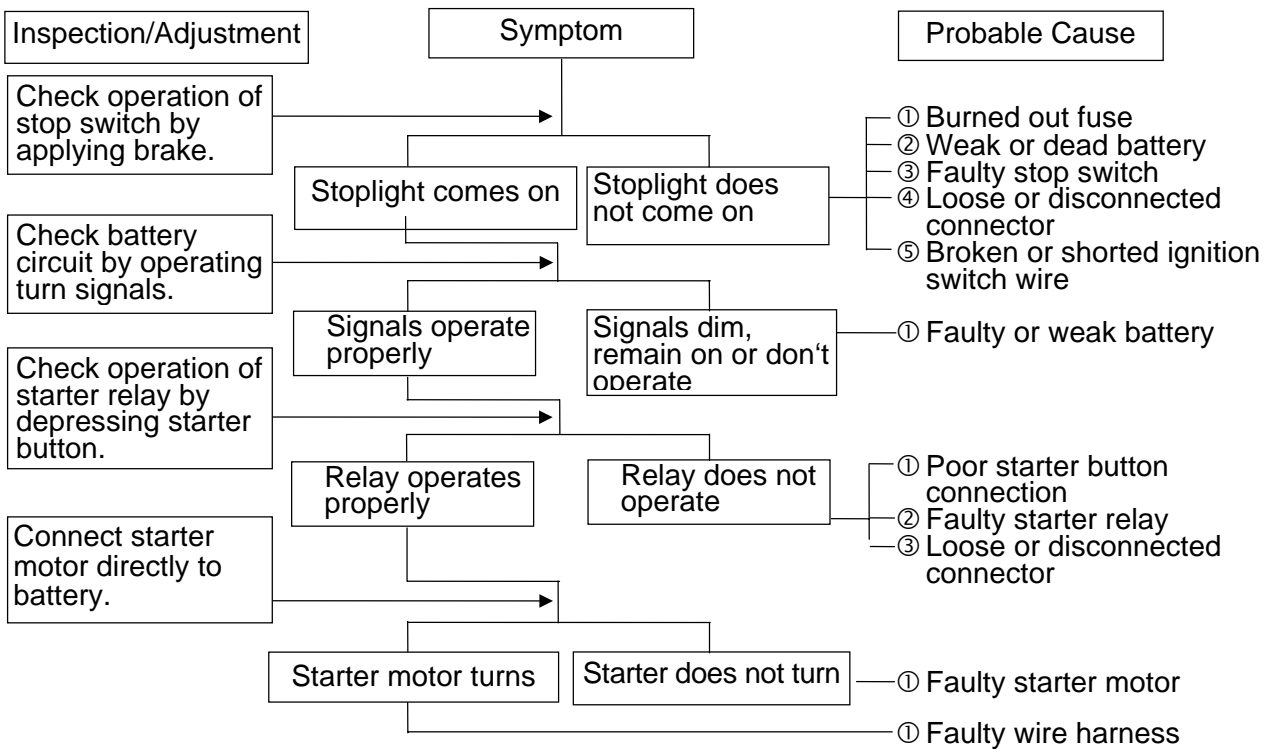 Inspection/Adjustment
Symptom
Probable Cause
Check operation of
stop switch by
applying brake.
Stoplight comes on
Stoplight does
not come on
① Burned out fuse
② Weak or dead battery
③ Faulty stop switch
④ Loose or disconnected
connector
⑤ Broken or shorted ignition
switch wire
Check battery
circuit by operating
turn signals.
Signals operate
properly
Signals dim,
remain on or don‘t
operate
① Faulty or weak battery
Check operation of
starter relay by
depressing starter
button.
Relay operates
properly
Relay does not
operate
① Poor starter button
connection
② Faulty starter relay
③ Loose or disconnected
connector
Connect starter
motor directly to
battery.
Starter motor turns
Starter does not turn
① Faulty starter motor
① Faulty wire harness